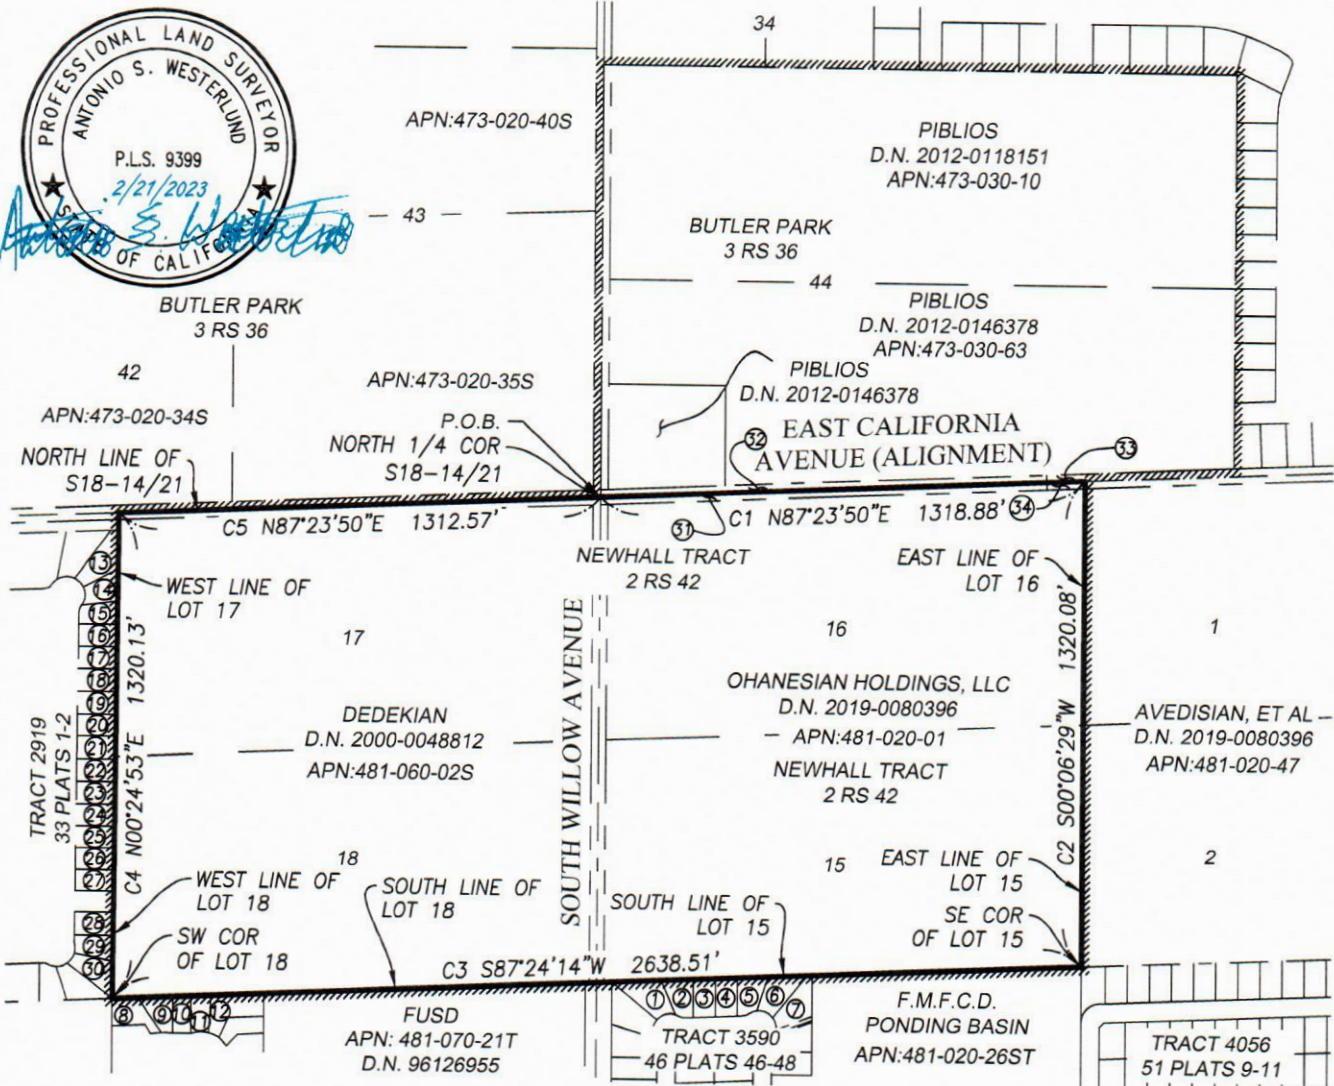 PROFESSIONAL LAND SURVEYOR
ANTONIO S. WESTERLUND
P.L.S. 9399
2/21/2023
STATE OF CALIFORNIA
34
APN:473-020-40S
PIBLIOS
D.N. 2012-0118151
APN:473-030-10
43
BUTLER PARK
3 RS 36
44
BUTLER PARK
3 RS 36
PIBLIOS
D.N. 2012-0146378
APN:473-030-63
42
APN:473-020-34S
APN:473-020-35S
PIBLIOS
D.N. 2012-0146378
P.O.B.
NORTH 1/4 COR
S18-14/21
NORTH LINE OF
S18-14/21
EAST CALIFORNIA
AVENUE (ALIGNMENT)
32
33
C5 N87°23'50"E 1312.57'
C1 N87°23'50"E 1318.88'
34
31
NEWHALL TRACT
2 RS 42
EAST LINE OF
LOT 16
WEST LINE OF
LOT 17
13
14
15
16
17
18
19
20
21
22
23
24
25
26
27
28
29
30
TRACT 2919
33 PLATS 1-2
C4 N00°24'53"E 1320.13'
17
DEDEKIAN
D.N. 2000-0048812
APN:481-060-02S
18
SOUTH WILLOW AVENUE
16
OHANESIAN HOLDINGS, LLC
D.N. 2019-0080396
APN:481-020-01
NEWHALL TRACT
2 RS 42
15
C2 S00°06'29"W 1320.08'
1
AVEDISIAN, ET AL
D.N. 2019-0080396
APN:481-020-47
2
WEST LINE OF
LOT 18
SOUTH LINE OF
LOT 18
SW COR
OF LOT 18
SOUTH LINE OF
LOT 15
EAST LINE OF
LOT 15
SE COR
OF LOT 15
C3 S87°24'14"W 2638.51'
8
9
10
11
12
FUSD
APN: 481-070-21T
D.N. 96126955
1
2
3
4
5
6
7
TRACT 3590
46 PLATS 46-48
F.M.F.C.D.
PONDING BASIN
APN:481-020-26ST
TRACT 4056
51 PLATS 9-11